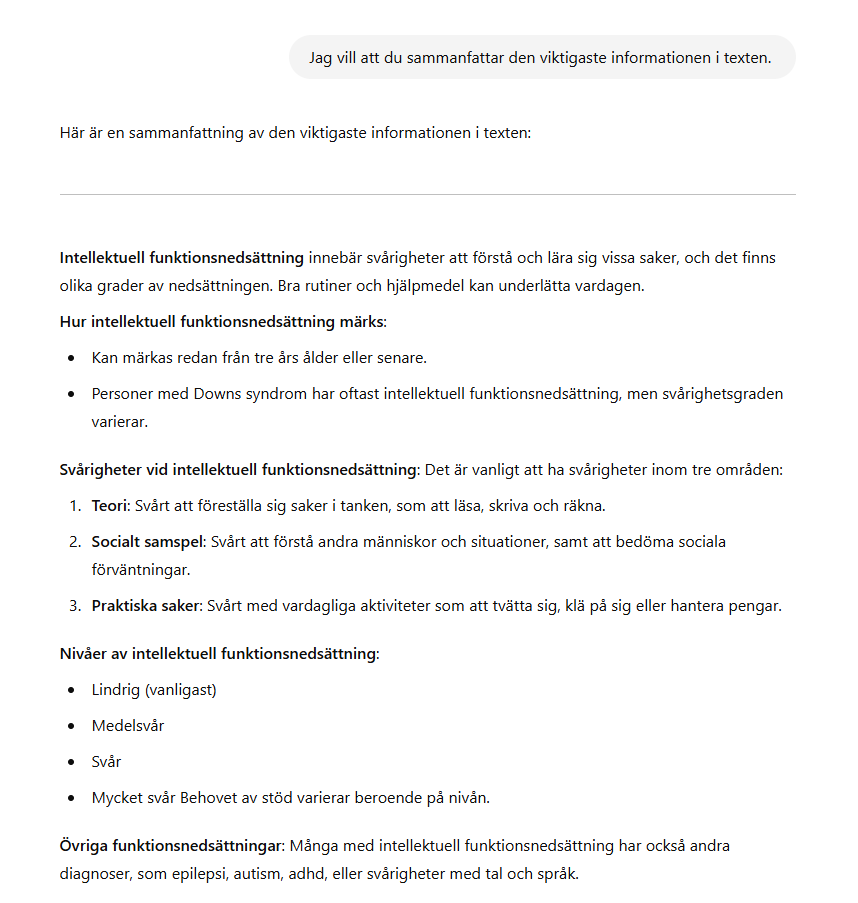 Jag vill att du sammanfattar den viktigaste informationen i texten.
Här är en sammanfattning av den viktigaste informationen i texten:
Intellektuell funktionsnedsättning innebär svårigheter att förstå och lära sig vissa saker, och det finns
olika grader av nedsättningen. Bra rutiner och hjälpmedel kan underlätta vardagen.
Hur intellektuell funktionsnedsättning märks:
• Kan märkas redan från tre års ålder eller senare.
• Personer med Downs syndrom har oftast intellektuell funktionsnedsättning, men svårighetsgraden
varierar.
Svårigheter vid intellektuell funktionsnedsättning: Det är vanligt att ha svårigheter inom tre områden:
1. Teori: Svårt att föreställa sig saker i tanken, som att läsa, skriva och räkna.
2. Socialt samspel: Svårt att förstå andra människor och situationer, samt att bedöma sociala
förväntningar.
3. Praktiska saker: Svårt med vardagliga aktiviteter som att tvätta sig, klä på sig eller hantera pengar.
Nivåer av intellektuell funktionsnedsättning:
• Lindrig (vanligast)
• Medelsvår
• Svår
• Mycket svår Behovet av stöd varierar beroende på nivån.
Övriga funktionsnedsättningar: Många med intellektuell funktionsnedsättning har också andra
diagnoser, som epilepsi, autism, adhd, eller svårigheter med tal och språk.